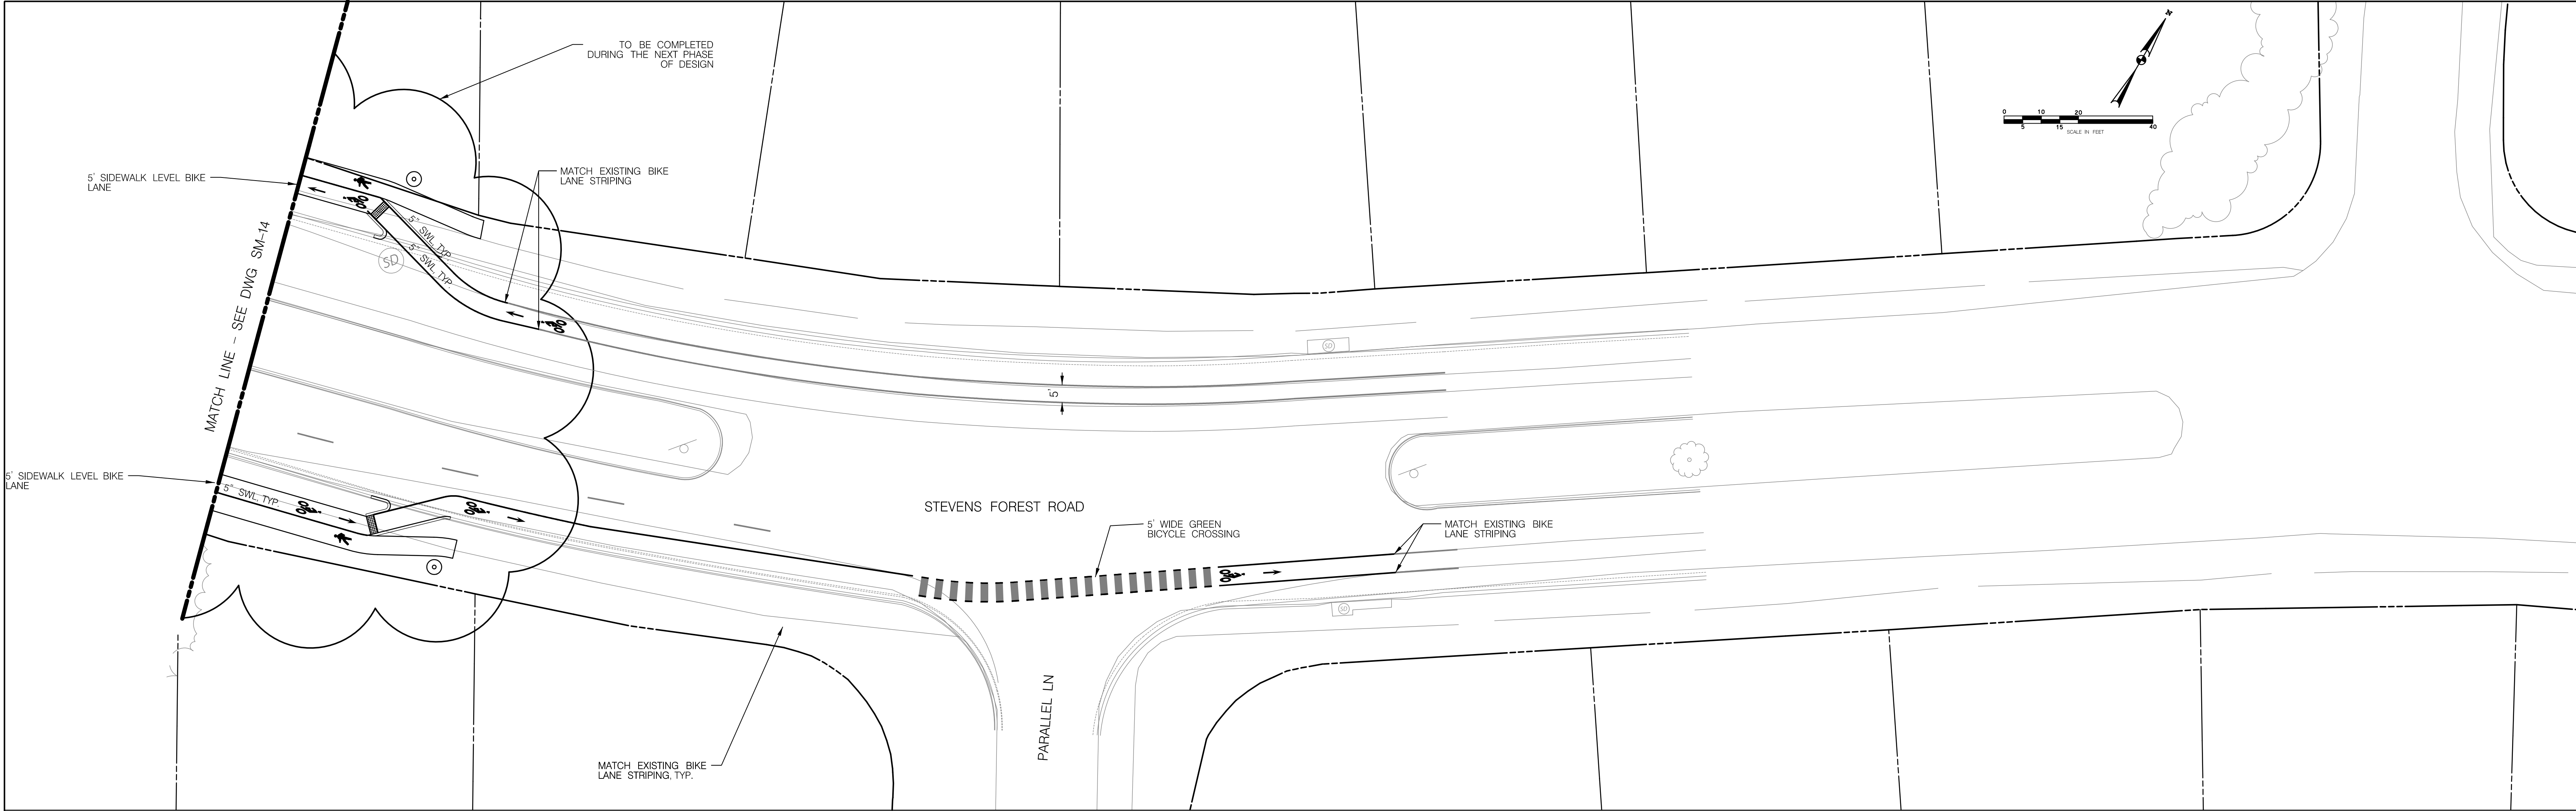 TO BE COMPLETED
DURING THE NEXT PHASE
OF DESIGN
N
0 10 20
5 15 40
SCALE IN FEET
5' SIDEWALK LEVEL BIKE
LANE
MATCH EXISTING BIKE
LANE STRIPING
5" SWL, TYP.
5" SWL, TYP.
SD
MATCH LINE - SEE DWG SM-14
SD
5'
5' SIDEWALK LEVEL BIKE
LANE
5" SWL, TYP.
STEVENS FOREST ROAD
5' WIDE GREEN
BICYCLE CROSSING
MATCH EXISTING BIKE
LANE STRIPING
SD
PARALLEL LN
MATCH EXISTING BIKE
LANE STRIPING, TYP.